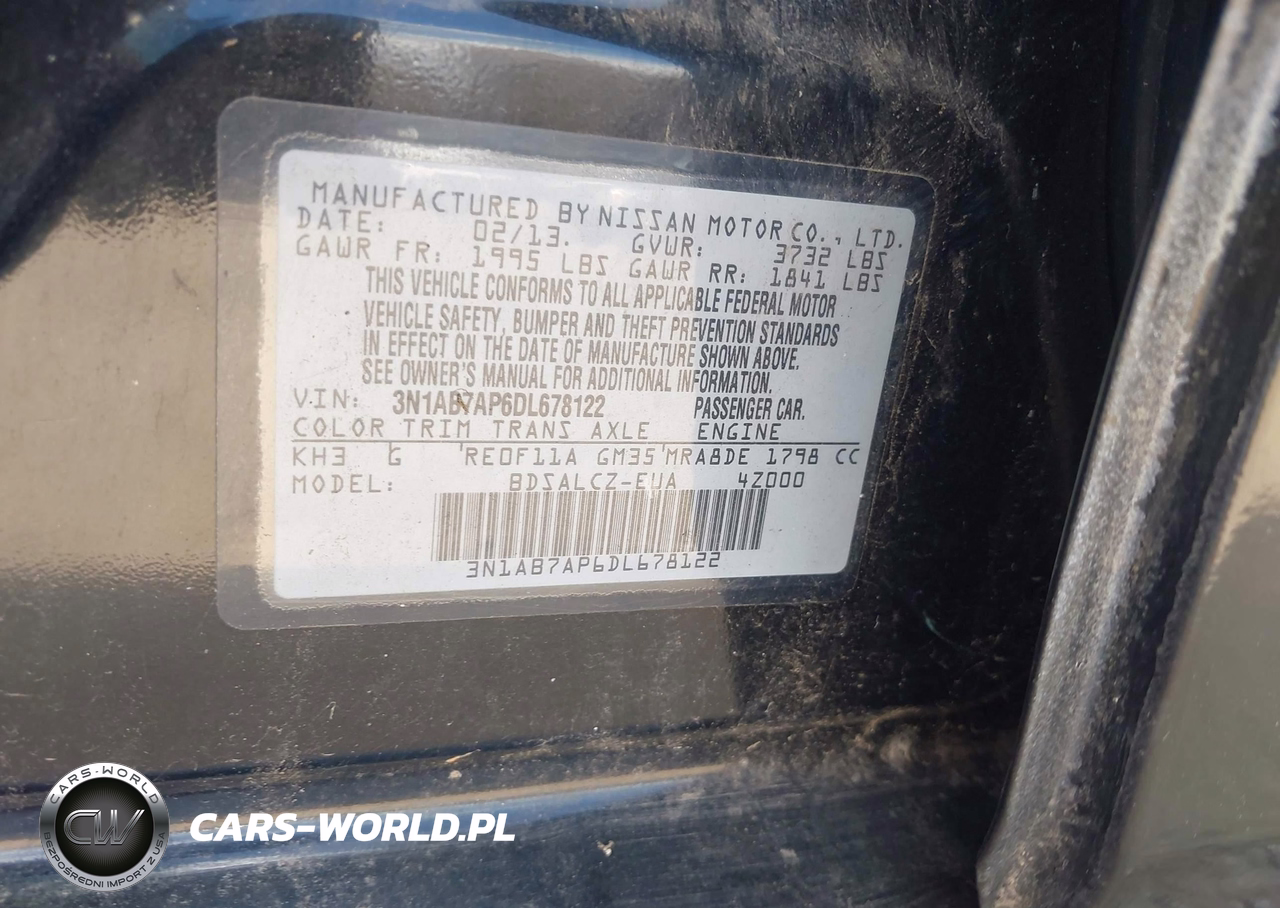 MANUFACTURED BY NISSAN MOTOR CO., LTD.
DATE: 02/13. GVWR: 3732 LBS
GAWR FR: 1995 LBS GAWR RR: 1841 LBS
THIS VEHICLE CONFORMS TO ALL APPLICABLE FEDERAL MOTOR
VEHICLE SAFETY, BUMPER AND THEFT PREVENTION STANDARDS
IN EFFECT ON THE DATE OF MANUFACTURE SHOWN ABOVE.
SEE OWNER'S MANUAL FOR ADDITIONAL INFORMATION.
VIN: 3N1AB7AP6DL678122 PASSENGER CAR.
COLOR TRIM TRANS AXLE ENGINE
KH3 G RE0F11A GM35 MRA8DE 1798 CC
MODEL: BDSALCZ-EUA 4Z000
3N1AB7AP6DL678122
CARS-WORLD
CW
BEZPOŚREDNI IMPORT Z USA
CARS-WORLD.PL